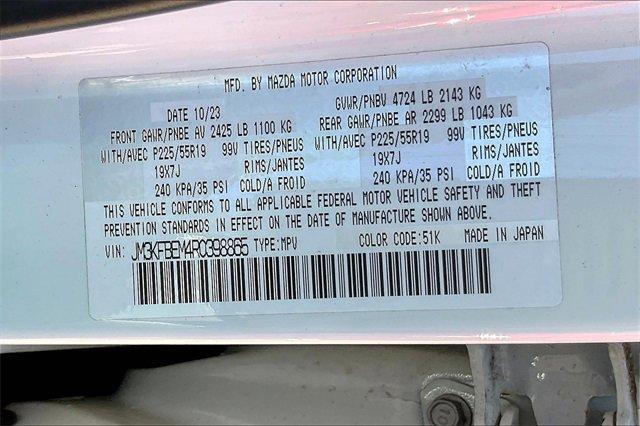 MFD. BY MAZDA MOTOR CORPORATION
DATE 10/23 GVWR/PNBV 4724 LB 2143 KG
FRONT GAWR/PNBE AV 2425 LB 1100 KG REAR GAWR/PNBE AR 2299 LB 1043 KG
WITH/AVEC P225/55R19 99V TIRES/PNEUS WITH/AVEC P225/55R19 99V TIRES/PNEUS
19X7J RIMS/JANTES 19X7J RIMS/JANTES
240 KPA/35 PSI COLD/A FROID 240 KPA/35 PSI COLD/A FROID
THIS VEHICLE CONFORMS TO ALL APPLICABLE FEDERAL MOTOR VEHICLE SAFETY AND THEFT
PREVENTION STANDARDS IN EFFECT ON THE DATE OF MANUFACTURE SHOWN ABOVE.
VIN: JM3KFBEM4R0398865 TYPE:MPV COLOR CODE:51K MADE IN JAPAN